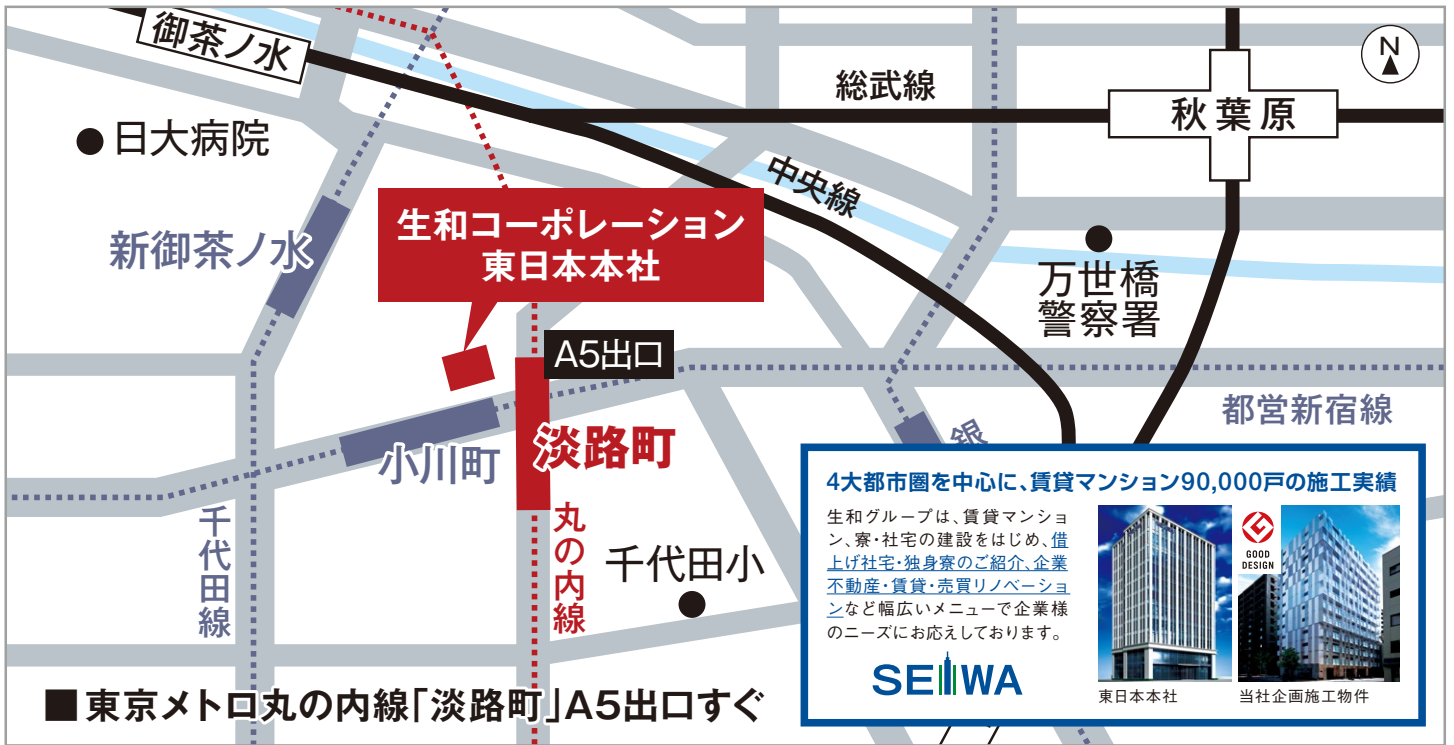 御茶ノ水
総武線
秋葉原
N
日大病院
中央線
新御茶ノ水
生和コーポレーション
東日本本社
万世橋
警察署
A5出口
都営新宿線
銀
淡路町
小川町
千代田線
丸の内線
千代田小
4大都市圏を中心に、賃貸マンション90,000戸の施工実績
生和グループは、賃貸マンショ
ン、寮・社宅の建設をはじめ、借
上げ社宅・独身寮のご紹介、企業
不動産・賃貸・売買リノベーショ
ンなど幅広いメニューで企業様
のニーズにお応えしております。
SEIWA
GOOD
DESIGN
東日本本社
当社企画施工物件
■東京メトロ丸の内線「淡路町」A5出口すぐ